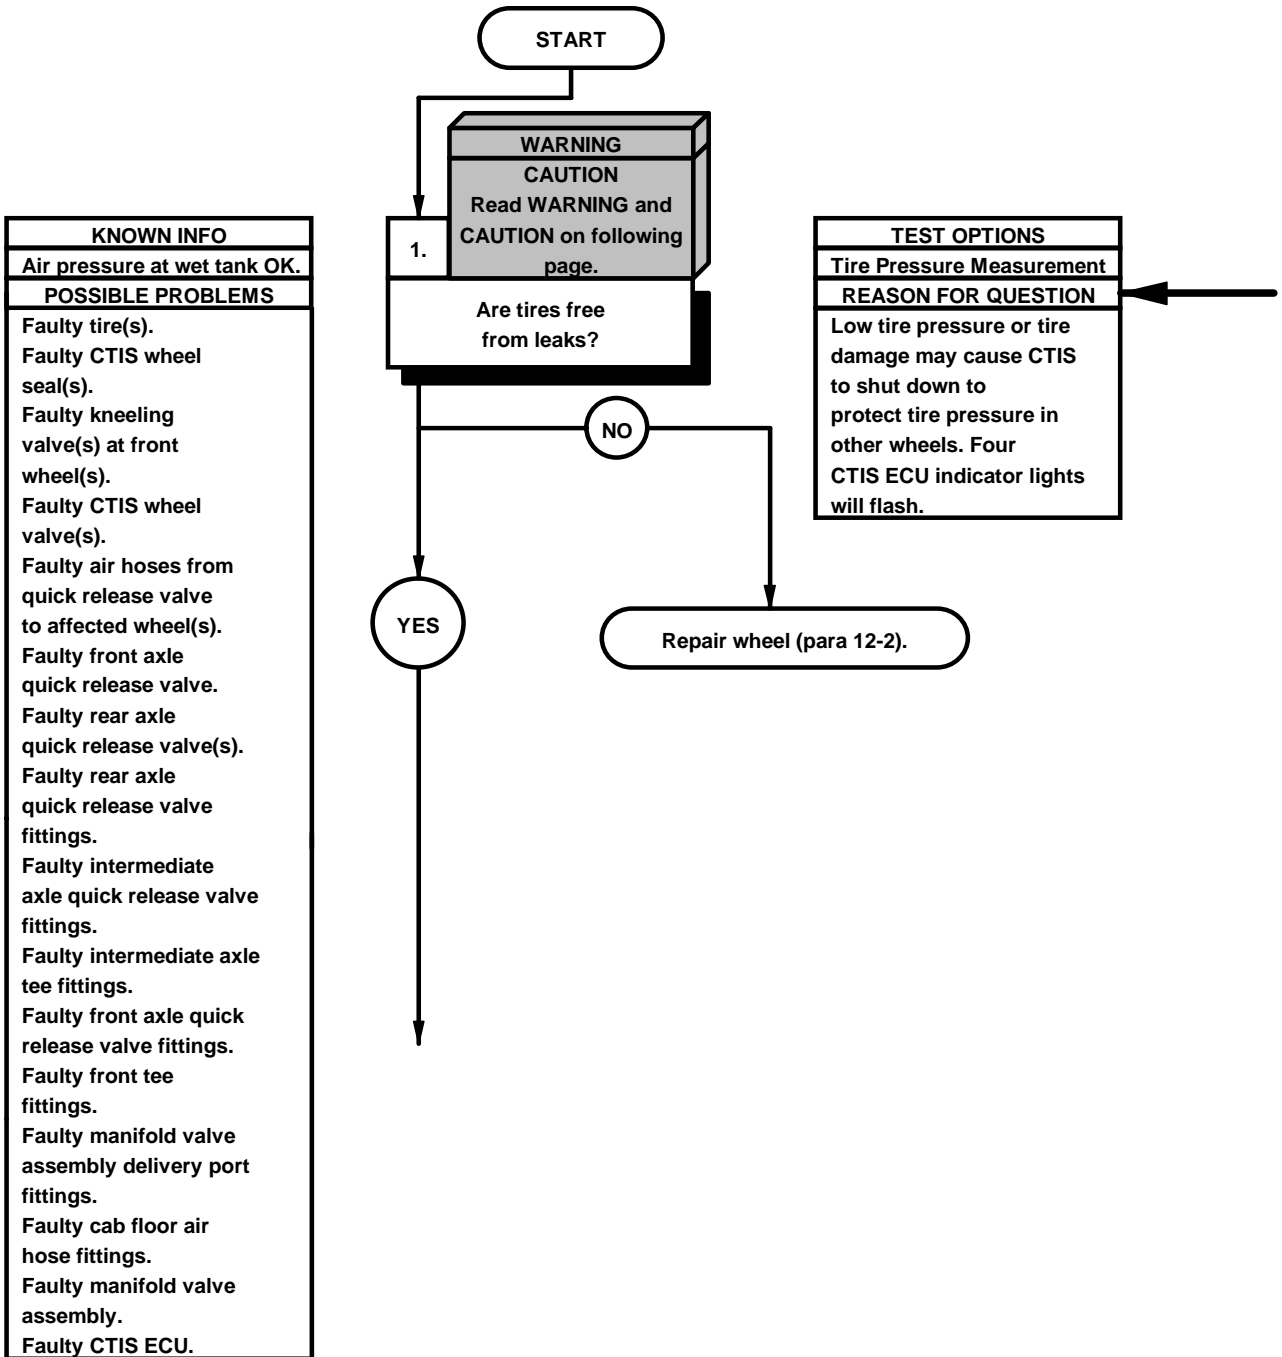 START
WARNING
CAUTION
Read WARNING and
CAUTION on following
page.
1.
Are tires free
from leaks?
KNOWN INFO
Air pressure at wet tank OK.
POSSIBLE PROBLEMS
Faulty tire(s).
Faulty CTIS wheel
seal(s).
Faulty kneeling
valve(s) at front
wheel(s).
Faulty CTIS wheel
valve(s).
Faulty air hoses from
quick release valve
to affected wheel(s).
Faulty front axle
quick release valve.
Faulty rear axle
quick release valve(s).
Faulty rear axle
quick release valve
fittings.
Faulty intermediate
axle quick release valve
fittings.
Faulty intermediate axle
tee fittings.
Faulty front axle quick
release valve fittings.
Faulty front tee
fittings.
Faulty manifold valve
assembly delivery port
fittings.
Faulty cab floor air
hose fittings.
Faulty manifold valve
assembly.
Faulty CTIS ECU.
TEST OPTIONS
Tire Pressure Measurement
REASON FOR QUESTION
Low tire pressure or tire
damage may cause CTIS
to shut down to
protect tire pressure in
other wheels. Four
CTIS ECU indicator lights
will flash.
NO
YES
Repair wheel (para 12-2).